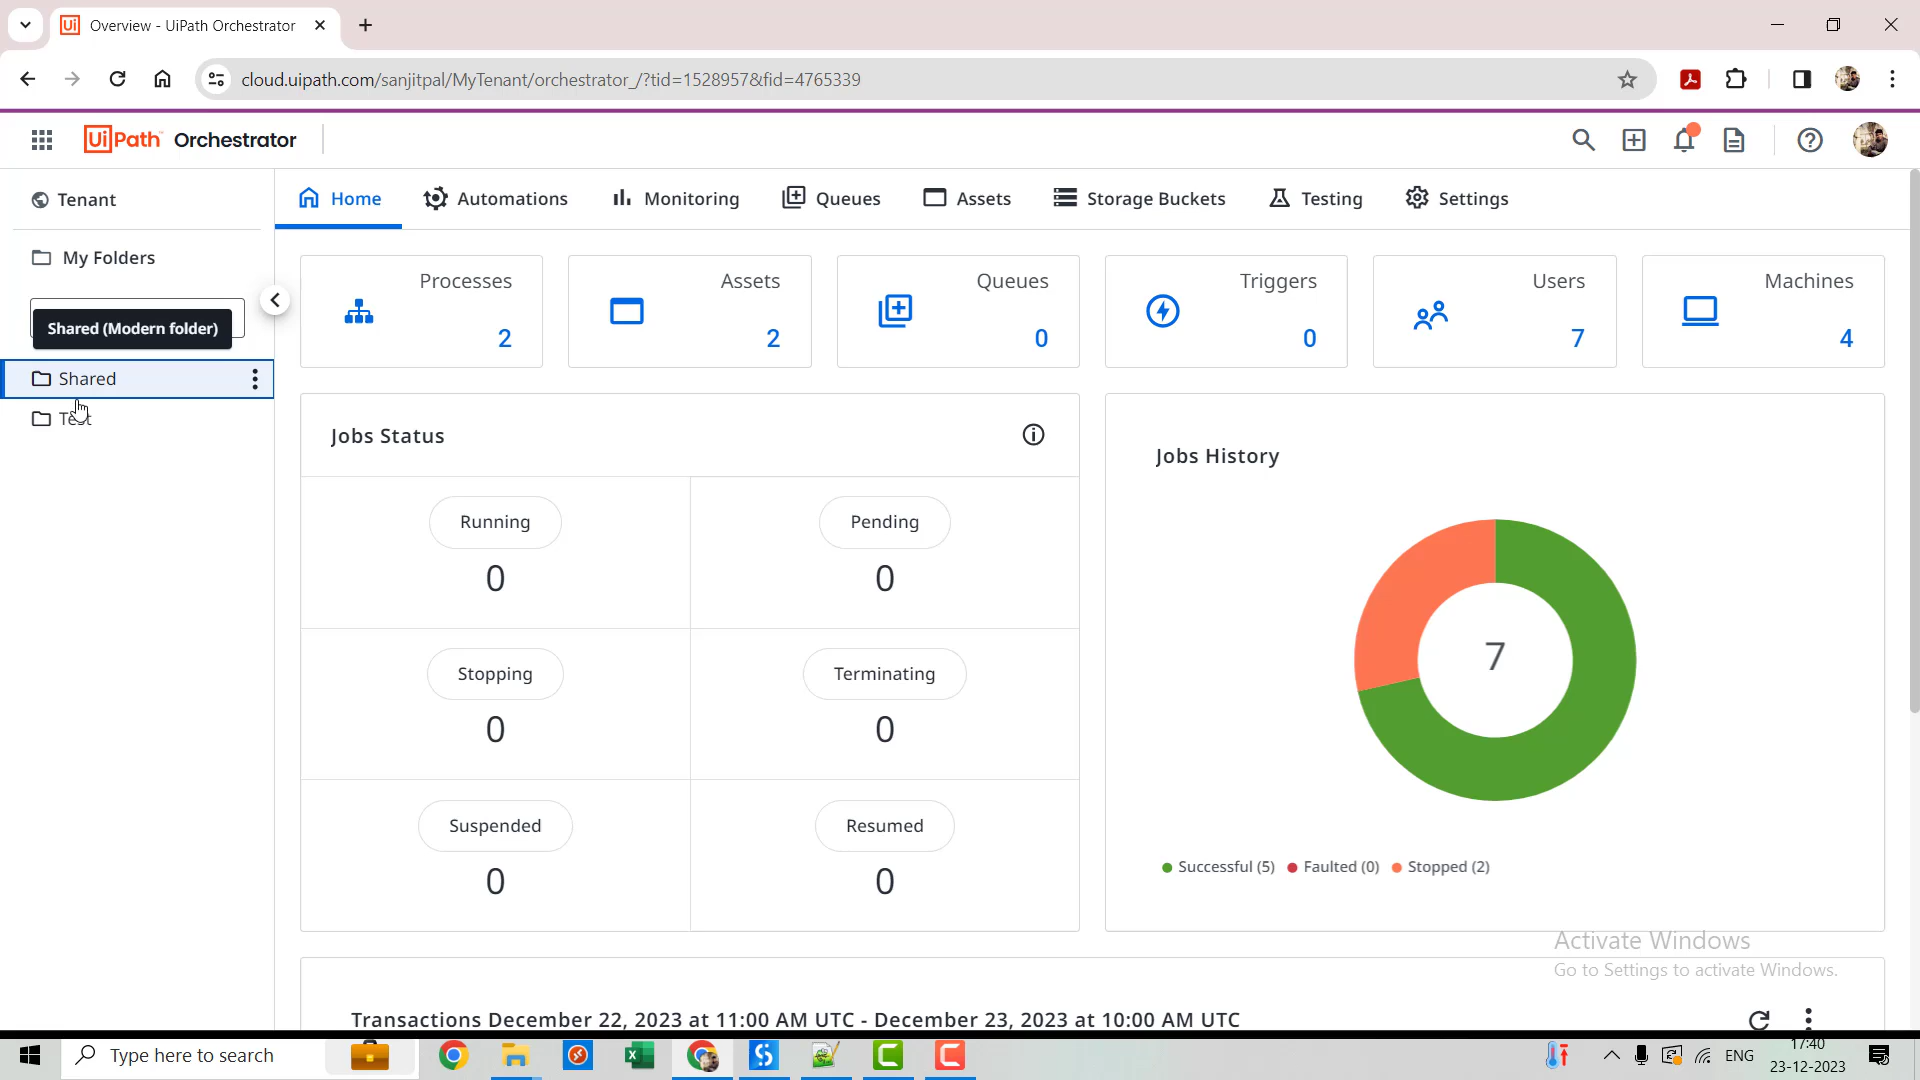 Overview - UiPath Orchestrator
cloud.uipath.com/sanjitpal/MyTenant/orchestrator_/?tid=1528957&fid=4765339
UiPath Orchestrator
Tenant
Home
Automations
Monitoring
Queues
Assets
Storage Buckets
Testing
Settings
My Folders
Shared (Modern folder)
Shared
Test
Processes
2
Assets
2
Queues
0
Triggers
0
Users
7
Machines
4
Jobs Status
Running
0
Pending
0
Stopping
0
Terminating
0
Suspended
0
Resumed
0
Jobs History
7
Successful (5) Faulted (0) Stopped (2)
Activate Windows
Go to Settings to activate Windows.
Transactions December 22, 2023 at 11:00 AM UTC - December 23, 2023 at 10:00 AM UTC
Type here to search
ENG
17:40
23-12-2023